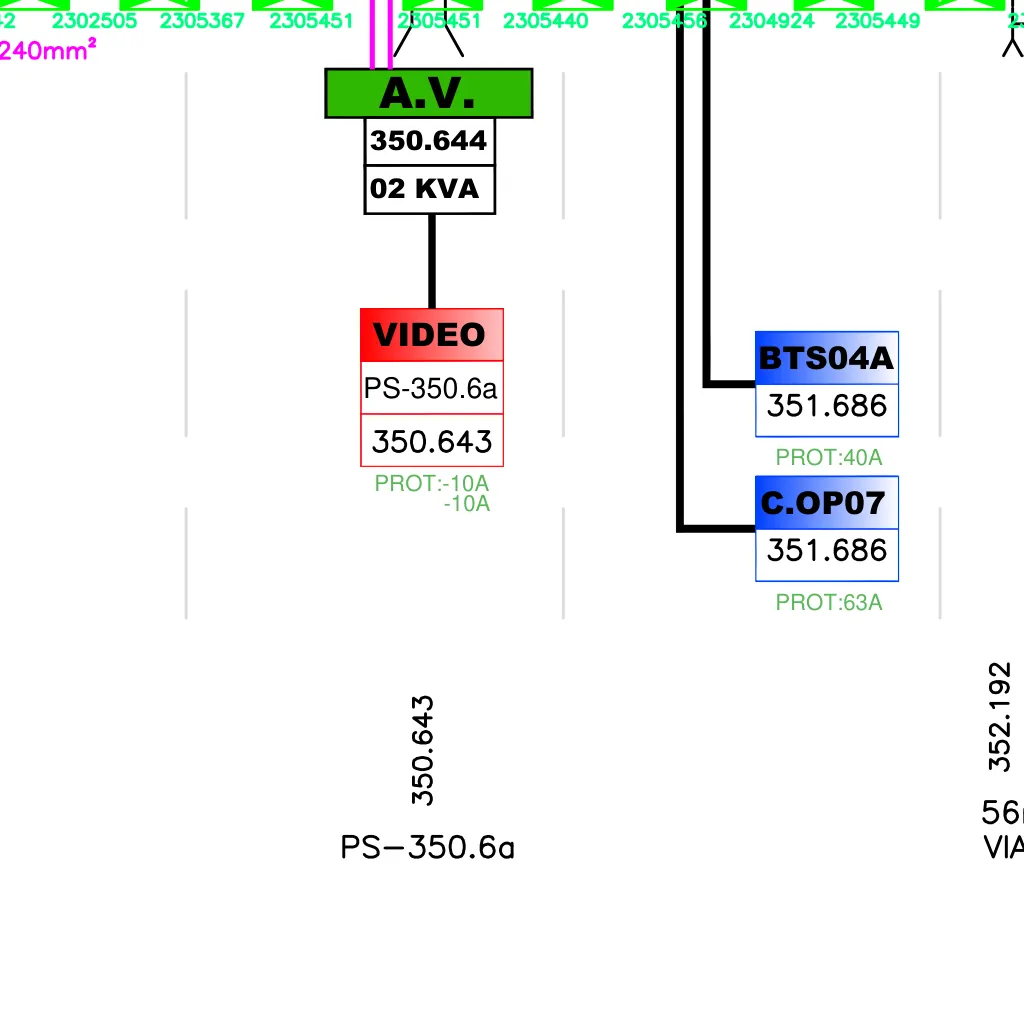 2302505
2305367
2305451
2305451
2305440
2305456
2304924
2305449
240mm²
A.V.
350.644
02 KVA
VIDEO
PS-350.6a
350.643
PROT:-10A
-10A
BTS04A
351.686
PROT:40A
C.OP07
351.686
PROT:63A
350.643
PS-350.6a
352.192